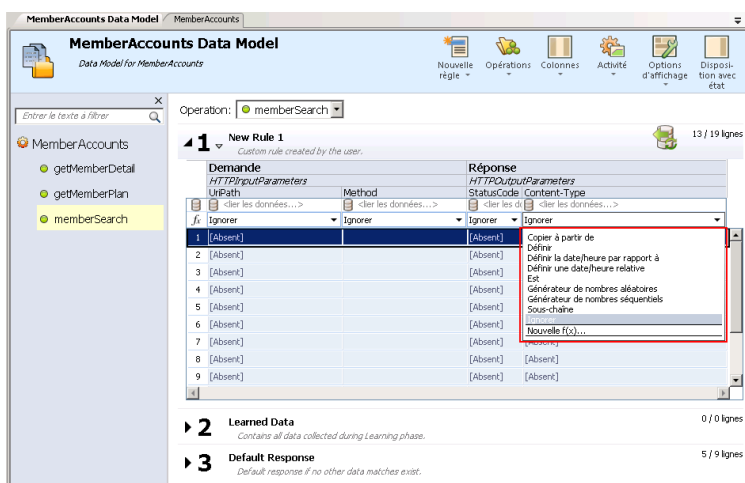 MemberAccounts Data Model
MemberAccounts
MemberAccounts Data Model
Data Model for MemberAccounts
Nouvelle règle
Opérations
Colonnes
Activité
Options d'affichage
Disposi-
tion avec
état
Entrer le texte à filtrer
MemberAccounts
getMemberDetail
getMemberPlan
memberSearch
Operation: memberSearch
1 New Rule 1
Custom rule created by the user.
13 / 19 lignes
Demande Réponse
HTTPInputParameters HTTPOutputParameters
UriPath Method StatusCode Content-Type
<lier les données...> <lier les données...> <lier les do <lier les données...>
fx Ignorer Ignorer Ignorer Ignorer
1 [Absent] [Absent]
2 [Absent] [Absent]
3 [Absent] [Absent]
4 [Absent] [Absent]
5 [Absent] [Absent]
6 [Absent] [Absent]
7 [Absent] [Absent] [Absent]
8 [Absent] [Absent] [Absent]
9 [Absent] [Absent] [Absent]
Copier à partir de
Définir
Définir la date/heure par rapport à
Définir une date/heure relative
Est
Générateur de nombres aléatoires
Générateur de nombres séquentiels
Sous-chaîne
Ignorer
Nouvelle f(x)...
2 Learned Data
Contains all data collected during Learning phase.
0 / 0 lignes
3 Default Response
Default response if no other data matches exist.
5 / 9 lignes